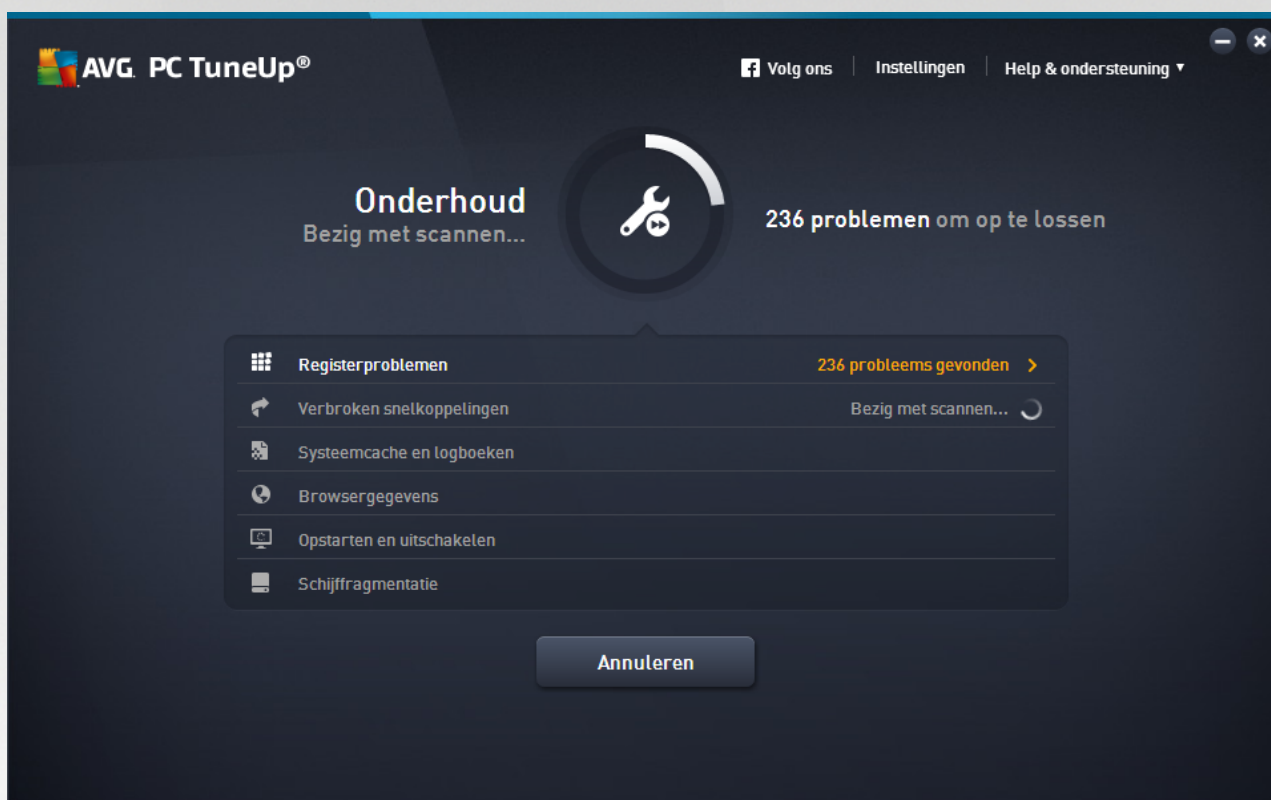 AVG. PC TuneUp®
Volg ons
Instellingen
Help & ondersteuning
Onderhoud
Bezig met scannen...
236 problemen om op te lossen
Registerproblemen
236 probleems gevonden
Verbroken snelkoppelingen
Bezig met scannen...
Systeemcache en logboeken
Browsergegevens
Opstarten en uitschakelen
Schijffragmentatie
Annuleren